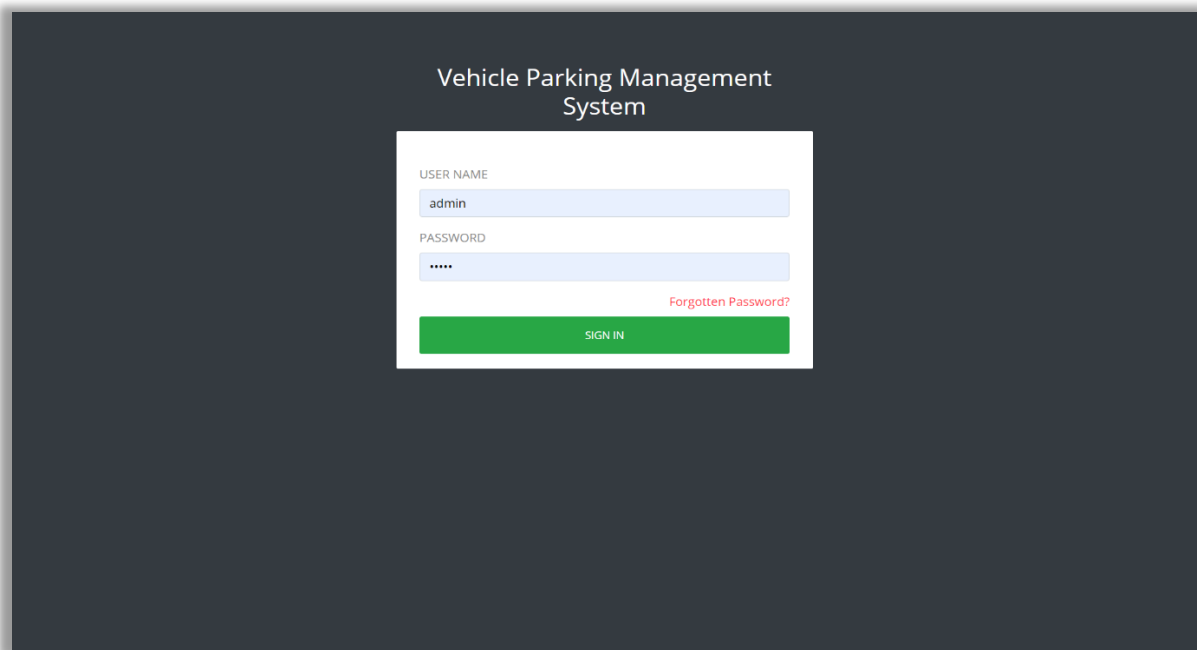 Vehicle Parking Management
System
USER NAME
admin
PASSWORD
•••••
Forgotten Password?
SIGN IN